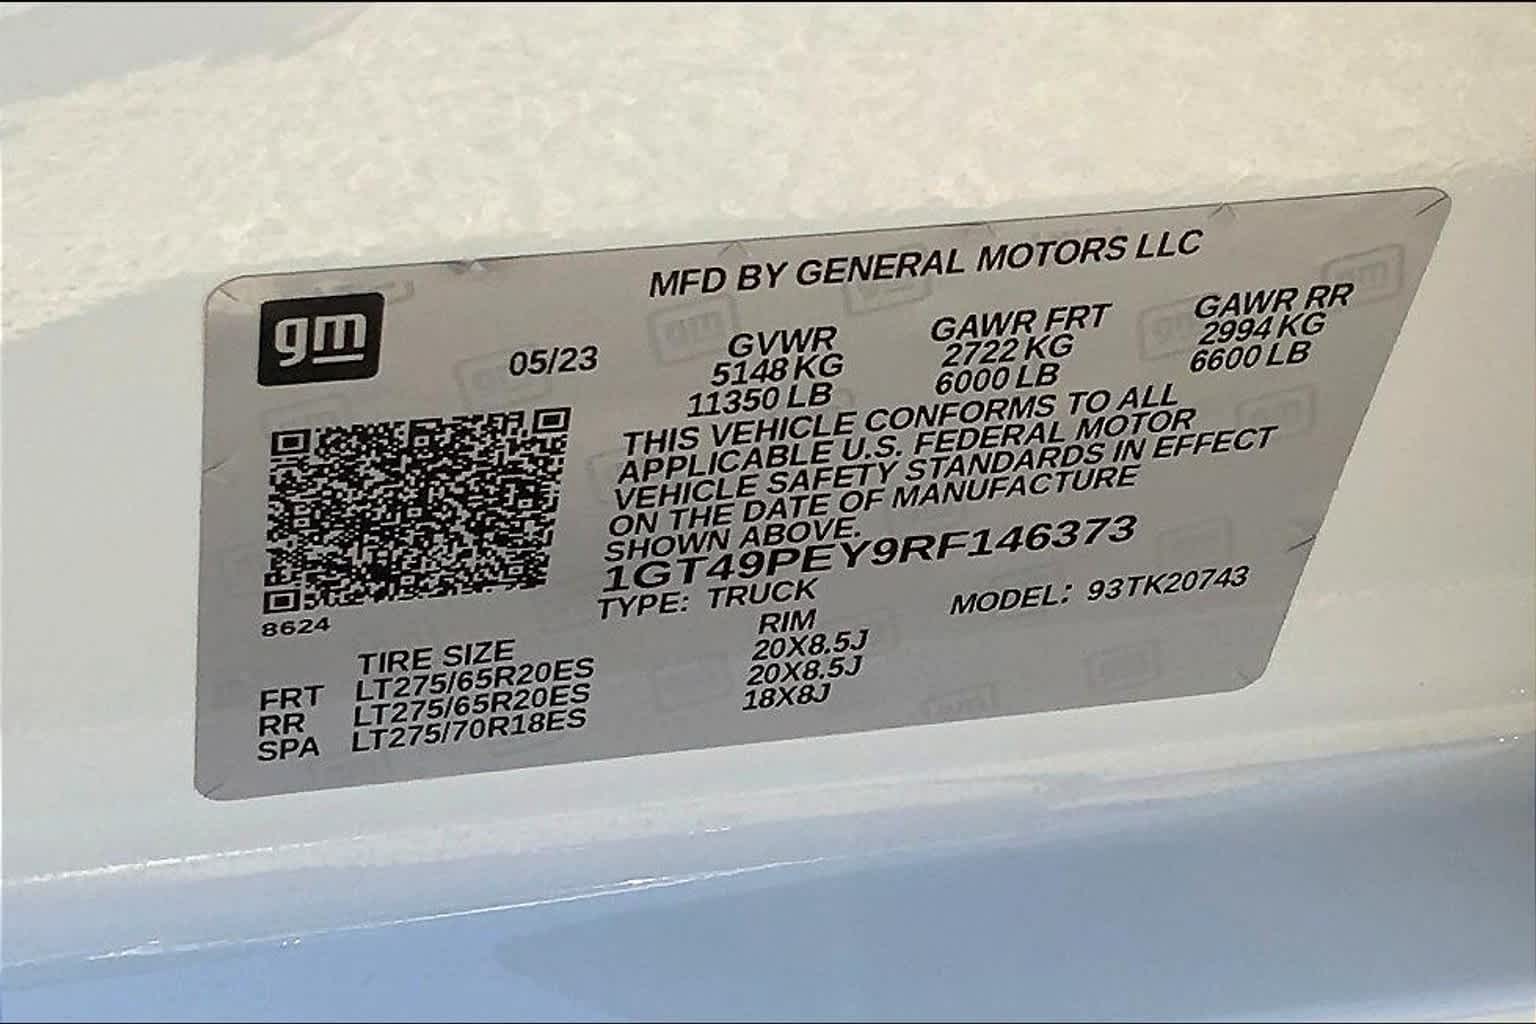 MFD BY GENERAL MOTORS LLC
gm
05/23
GVWR
5148 KG
11350 LB
GAWR FRT
2722 KG
6000 LB
GAWR RR
2994 KG
6600 LB
THIS VEHICLE CONFORMS TO ALL
APPLICABLE U.S. FEDERAL MOTOR
VEHICLE SAFETY STANDARDS IN EFFECT
ON THE DATE OF MANUFACTURE
SHOWN ABOVE.
1GT49PEY9RF146373
TYPE: TRUCK
MODEL: 93TK20743
8624
TIRE SIZE RIM
FRT LT275/65R20ES 20X8.5J
RR LT275/65R20ES 20X8.5J
SPA LT275/70R18ES 18X8J